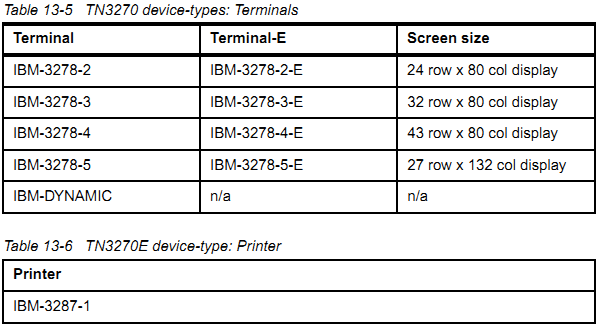 Table 13-5 TN3270 device-types: Terminals
Terminal Terminal-E Screen size
IBM-3278-2 IBM-3278-2-E 24 row x 80 col display
IBM-3278-3 IBM-3278-3-E 32 row x 80 col display
IBM-3278-4 IBM-3278-4-E 43 row x 80 col display
IBM-3278-5 IBM-3278-5-E 27 row x 132 col display
IBM-DYNAMIC n/a n/a
Table 13-6 TN3270E device-type: Printer
Printer
IBM-3287-1